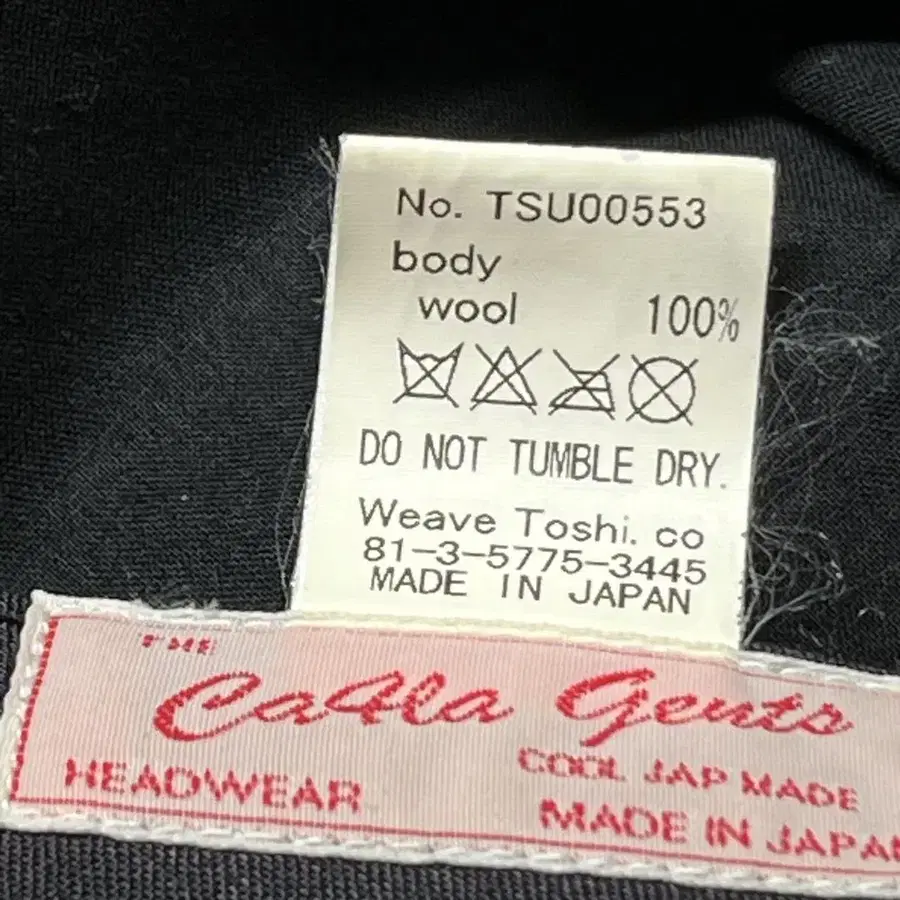 No. TSU00553
body
wool 100%
DO NOT TUMBLE DRY.
Weave Toshi. co
81-3-5775-3445
MADE IN JAPAN
THE
Ca4la Gents
HEADWEAR
COOL JAP MADE
MADE IN JAPAN